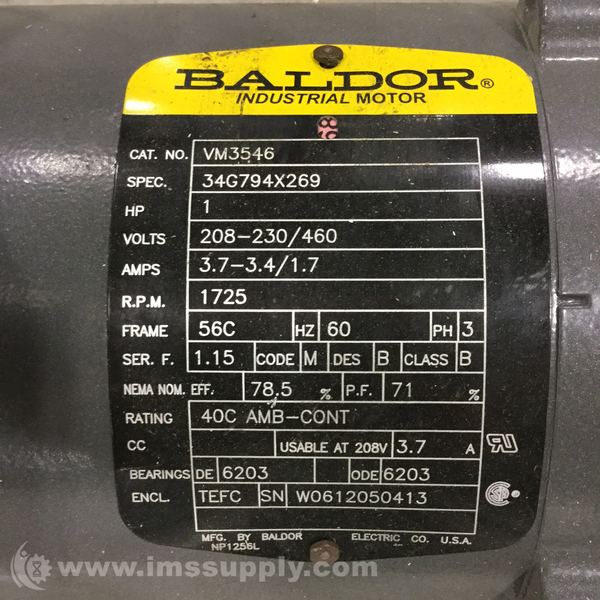 BALDOR®
INDUSTRIAL MOTOR
CAT. NO. VM3546
SPEC. 34G794X269
HP 1
VOLTS 208-230/460
AMPS 3.7-3.4/1.7
R.P.M. 1725
FRAME 56C HZ 60 PH 3
SER. F. 1.15 CODE M DES B CLASS B
NEMA NOM. EFF. 78.5 % P.F. 71 %
RATING 40C AMB-CONT
CC USABLE AT 208V 3.7 A
BEARINGS DE 6203 ODE 6203
ENCL. TEFC SN W0612050413
MFG. BY BALDOR ELECTRIC CO. U.S.A.
NP1256L
www.imssupply.com